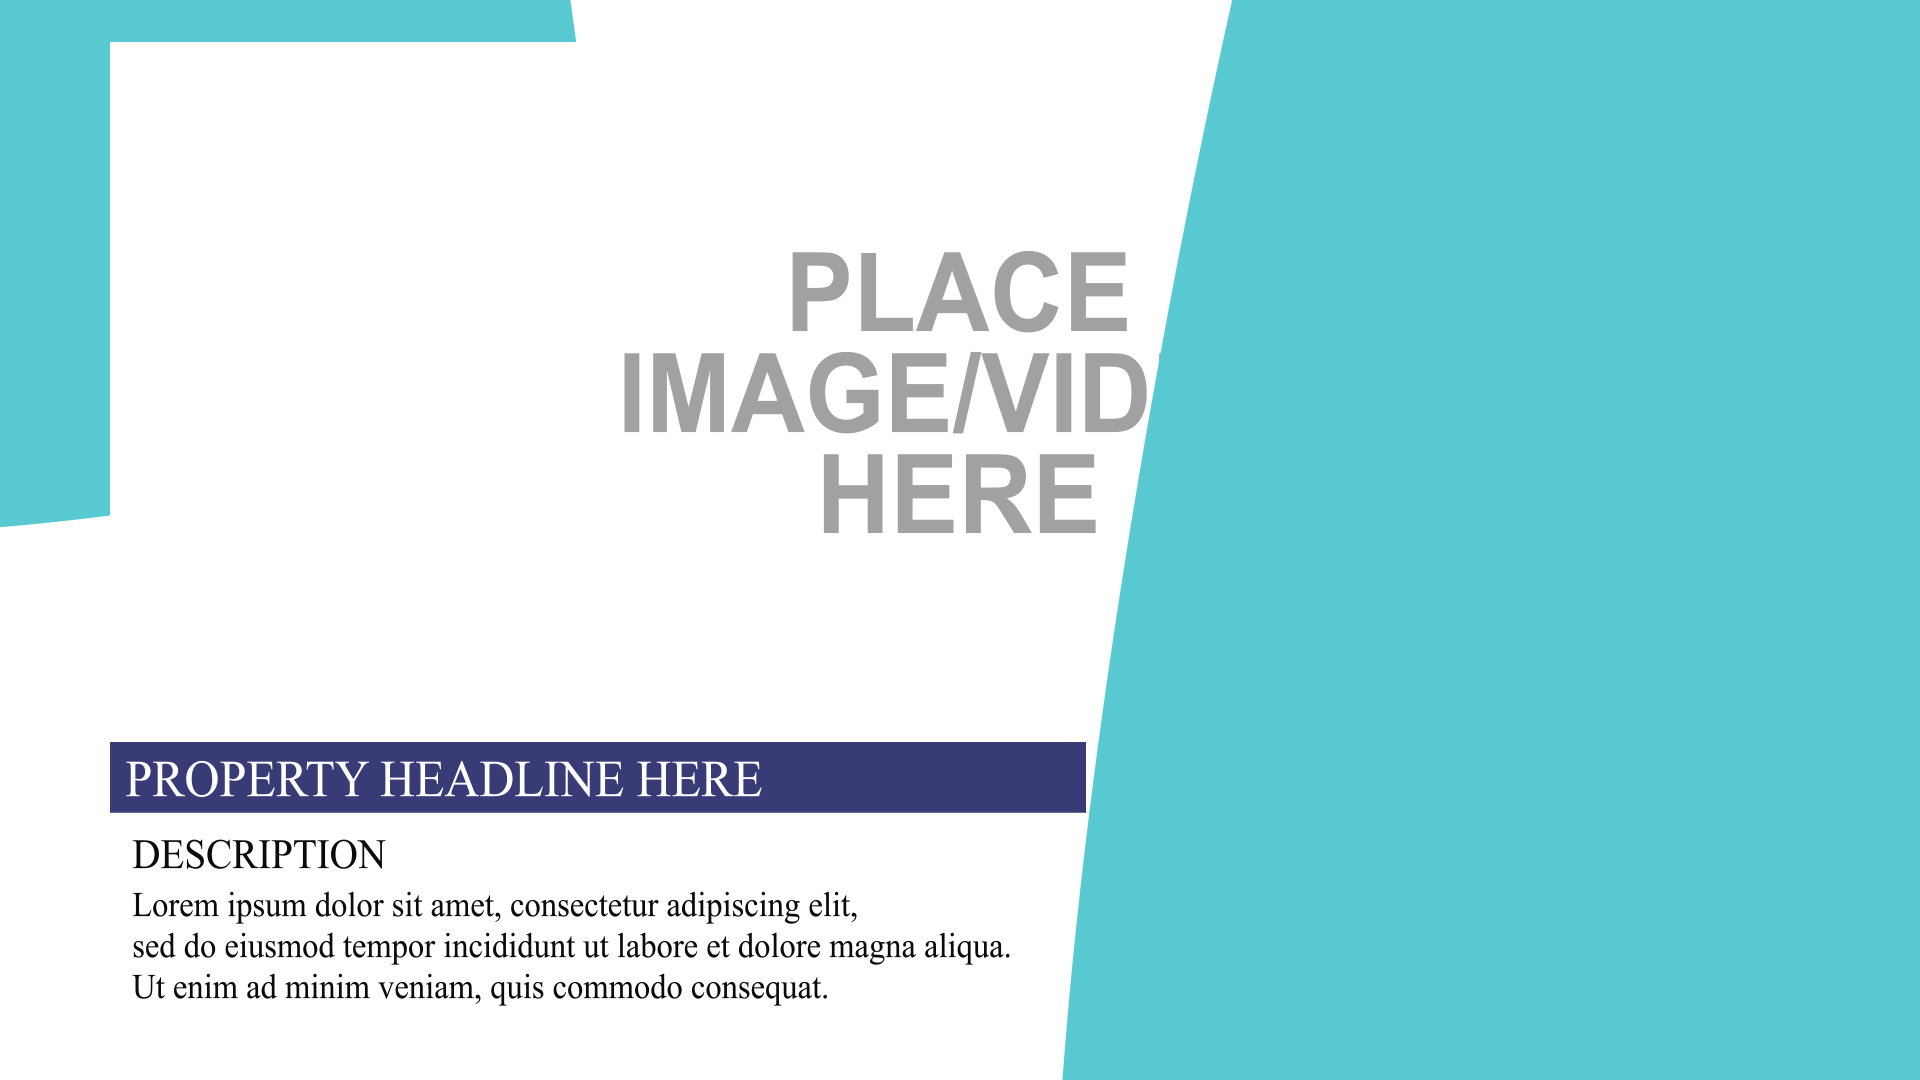 PLACE
IMAGE/VID
HERE
PROPERTY HEADLINE HERE
DESCRIPTION
Lorem ipsum dolor sit amet, consectetur adipiscing elit,
sed do eiusmod tempor incididunt ut labore et dolore magna aliqua.
Ut enim ad minim veniam, quis commodo consequat.